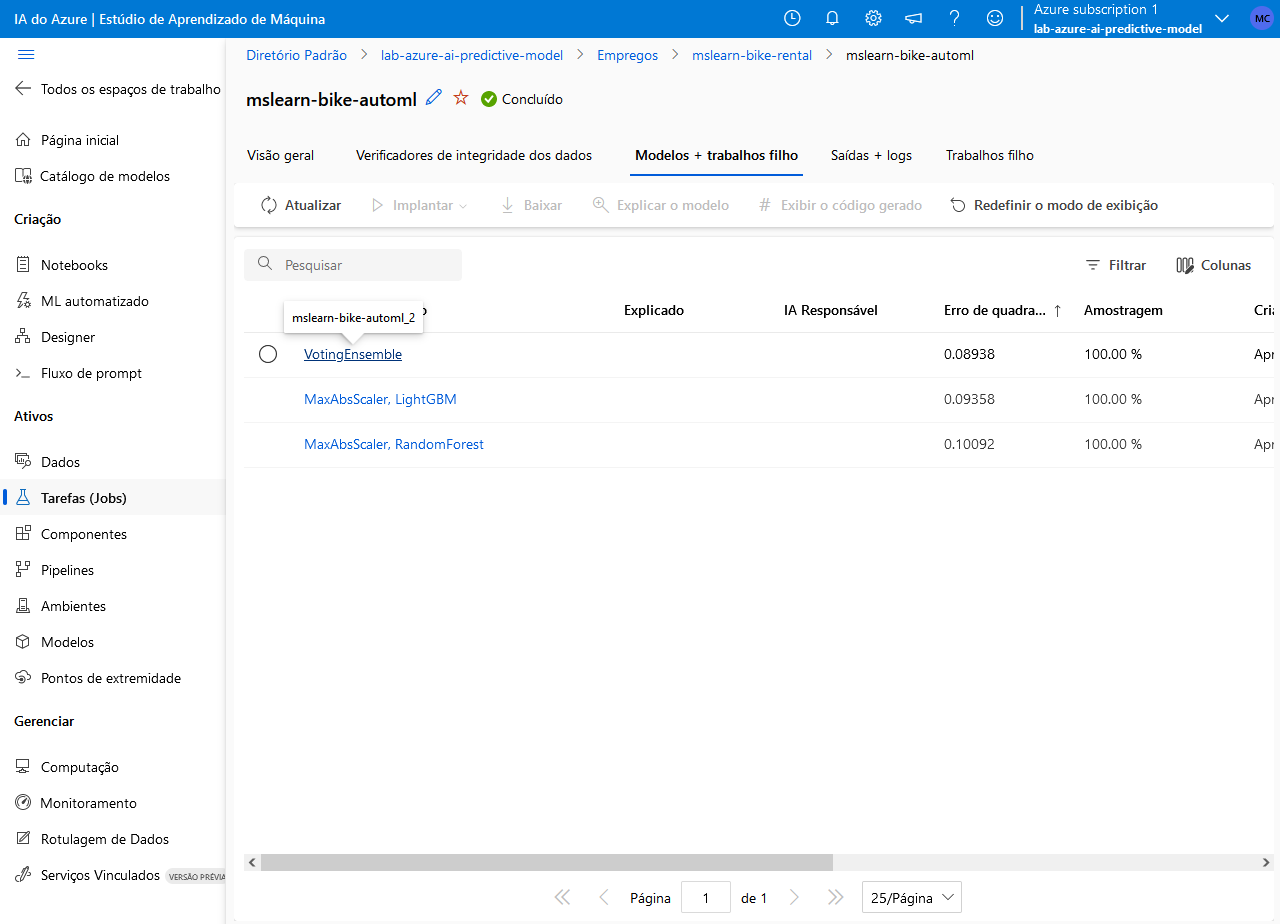 IA do Azure | Estúdio de Aprendizado de Máquina
Azure subscription 1
lab-azure-ai-predictive-model
MC
Todos os espaços de trabalho
Página inicial
Catálogo de modelos
Criação
Notebooks
ML automatizado
Designer
Fluxo de prompt
Ativos
Dados
Tarefas (Jobs)
Componentes
Pipelines
Ambientes
Modelos
Pontos de extremidade
Gerenciar
Computação
Monitoramento
Rotulagem de Dados
Serviços Vinculados VERSÃO PRÉVIA
Diretório Padrão > lab-azure-ai-predictive-model > Empregos > mslearn-bike-rental > mslearn-bike-automl
mslearn-bike-automl Concluído
Visão geral Verificadores de integridade dos dados Modelos + trabalhos filho Saídas + logs Trabalhos filho
Atualizar Implantar Baixar Explicar o modelo # Exibir o código gerado Redefinir o modo de exibição
Pesquisar Filtrar Colunas
mslearn-bike-automl_2
Explicado IA Responsável Erro de quadra... ↑ Amostragem Cria
VotingEnsemble 0.08938 100.00 % Apr
MaxAbsScaler, LightGBM 0.09358 100.00 % Apr
MaxAbsScaler, RandomForest 0.10092 100.00 % Apr
Página 1 de 1 25/Página